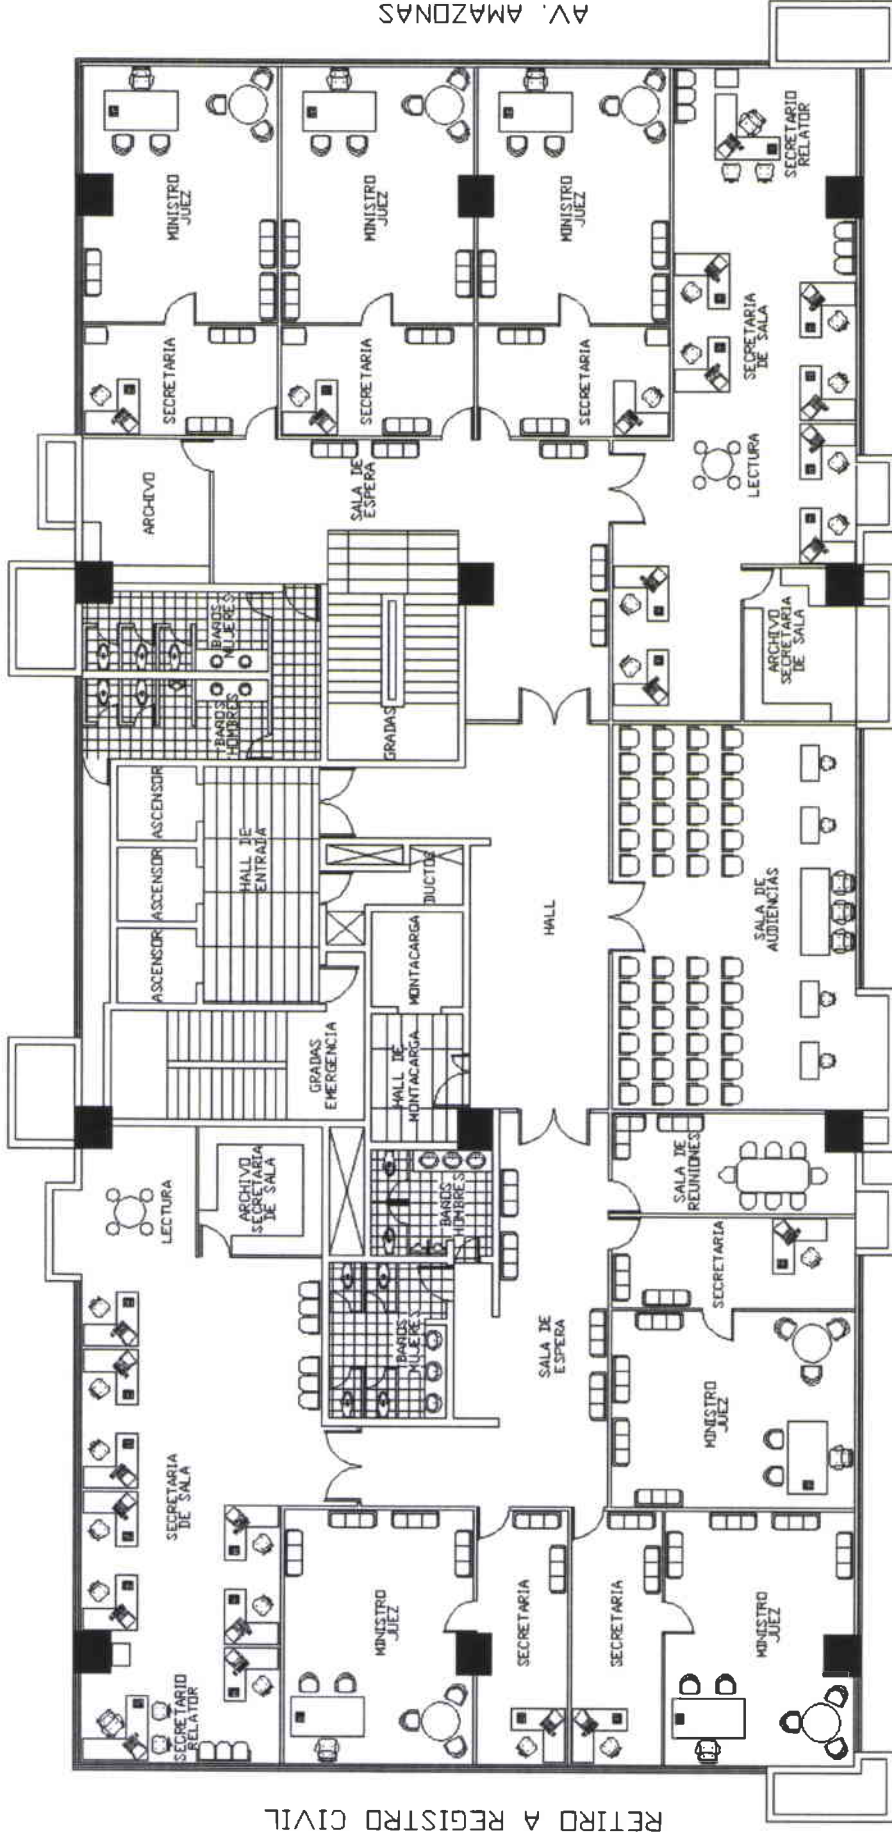 AV. AMAZONAS
MINISTRO
JUEZ
MINISTRO
JUEZ
MINISTRO
JUEZ
SECRETARIO
RELATOR
SECRETARIA
SECRETARIA
SECRETARIA
SECRETARIA
DE SALA
ARCHIVO
SALA DE
ESPERA
LECTURA
BAÑOS
MUJERES
BAÑOS
HOMBRES
GRADAS
ARCHIVO
SECRETARIA
DE SALA
ASCENSOR
ASCENSOR
ASCENSOR
HALL DE
ENTRADA
DUCTOS
MONTACARGA
HALL
SALA DE
AUDIENCIAS
GRADAS
EMERGENCIA
HALL DE
MONTACARGA
LECTURA
ARCHIVO
SECRETARIA
DE SALA
BAÑOS
HOMBRES
BAÑOS
MUJERES
SALA DE
REUNIONES
SECRETARIA
SALA DE
ESPERA
MINISTRO
JUEZ
SECRETARIA
DE SALA
SECRETARIO
RELATOR
MINISTRO
JUEZ
SECRETARIA
SECRETARIA
MINISTRO
JUEZ
RETIRO A REGISTRO CIVIL